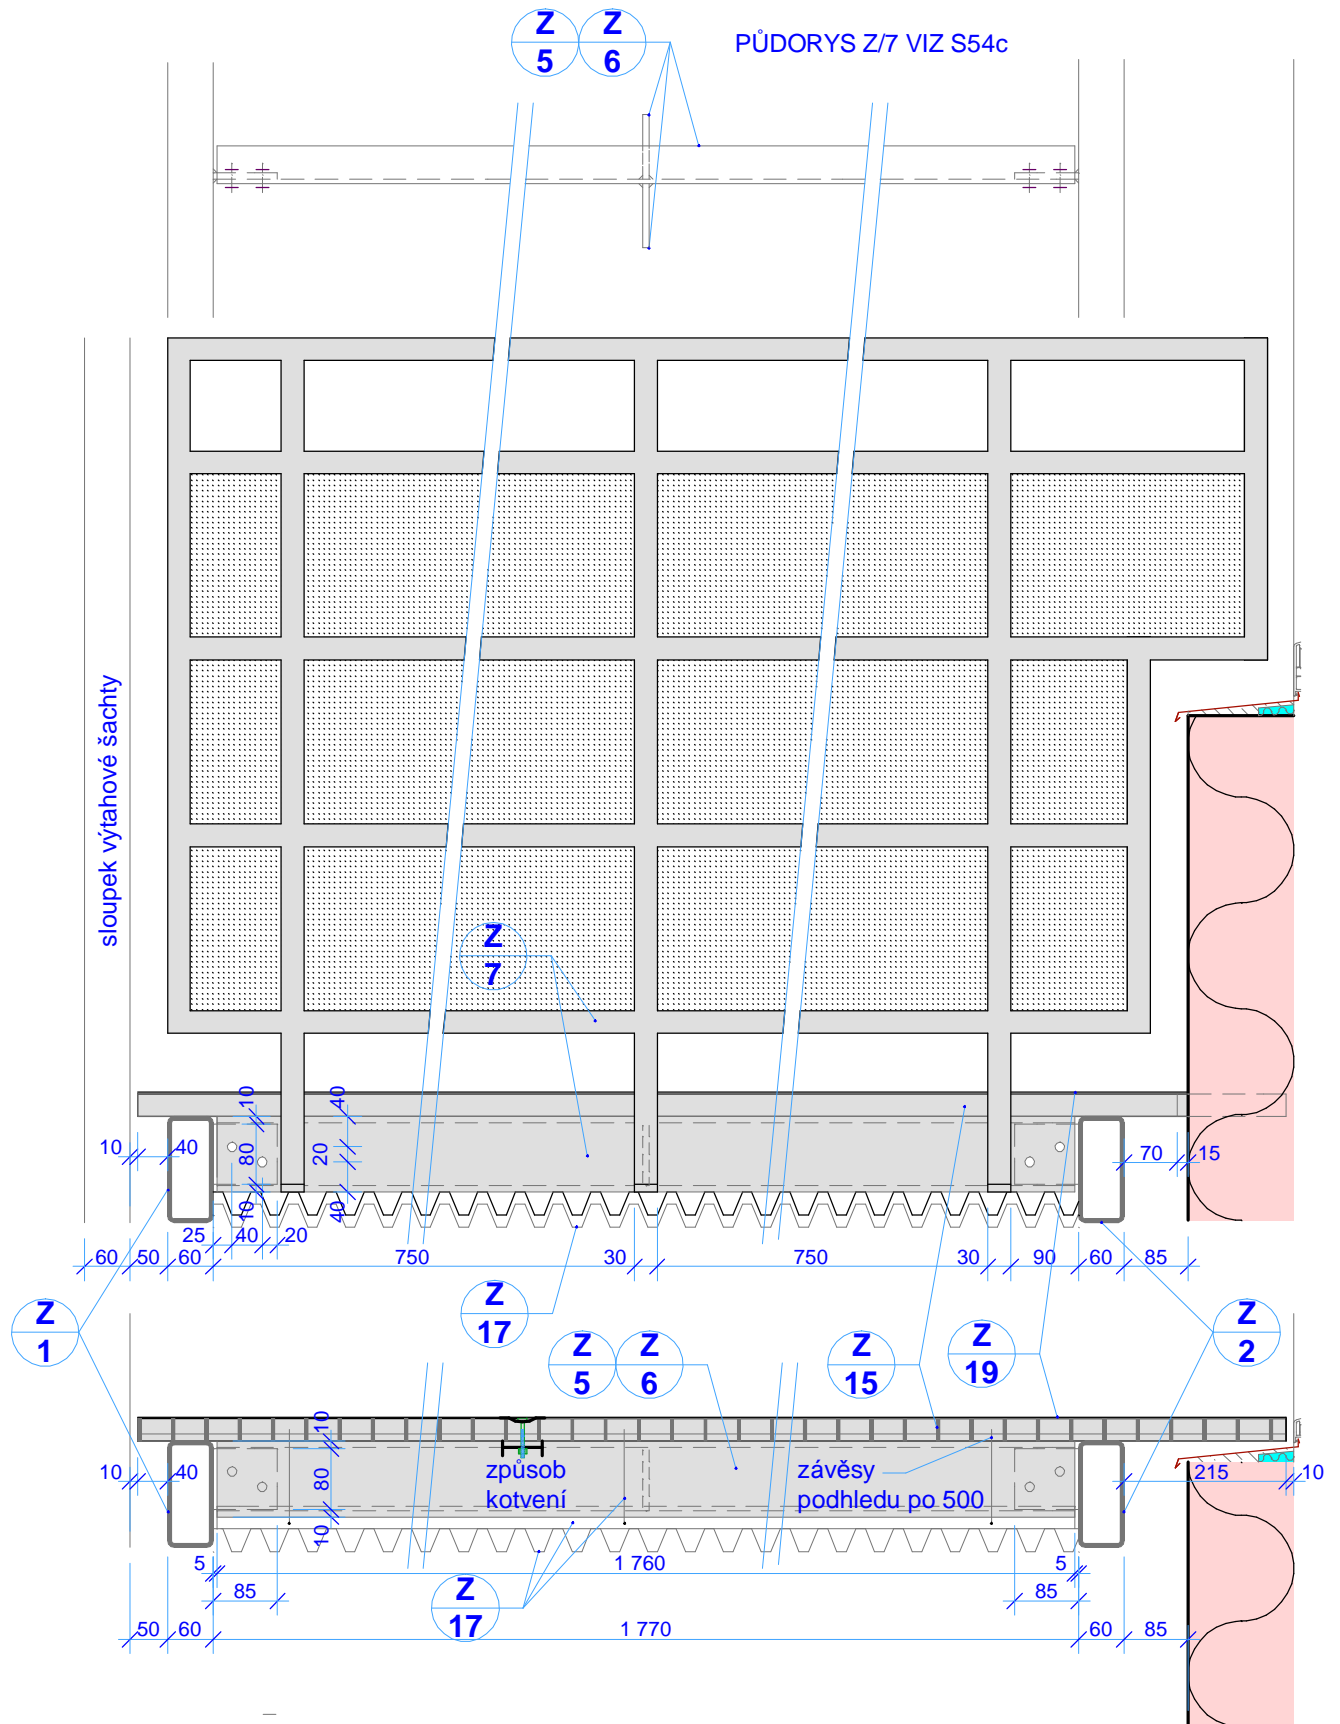 Z Z
5 6
PŮDORYS Z/7 VIZ S54c
sloupek výtahové šachty
Z
7
10 40
10
80
10
40
20
40
70 15
25 40 20
60 50 60 750 30 750 30 90 60 85
Z
1
Z
17
Z Z
5 6
Z
15
Z
19
Z
2
10
80
10
10 40
způsob
kotvení
závěsy
podhledu po 500
215 10
5 1 760 5
85 85
Z
17
50 60 1 770 60 85